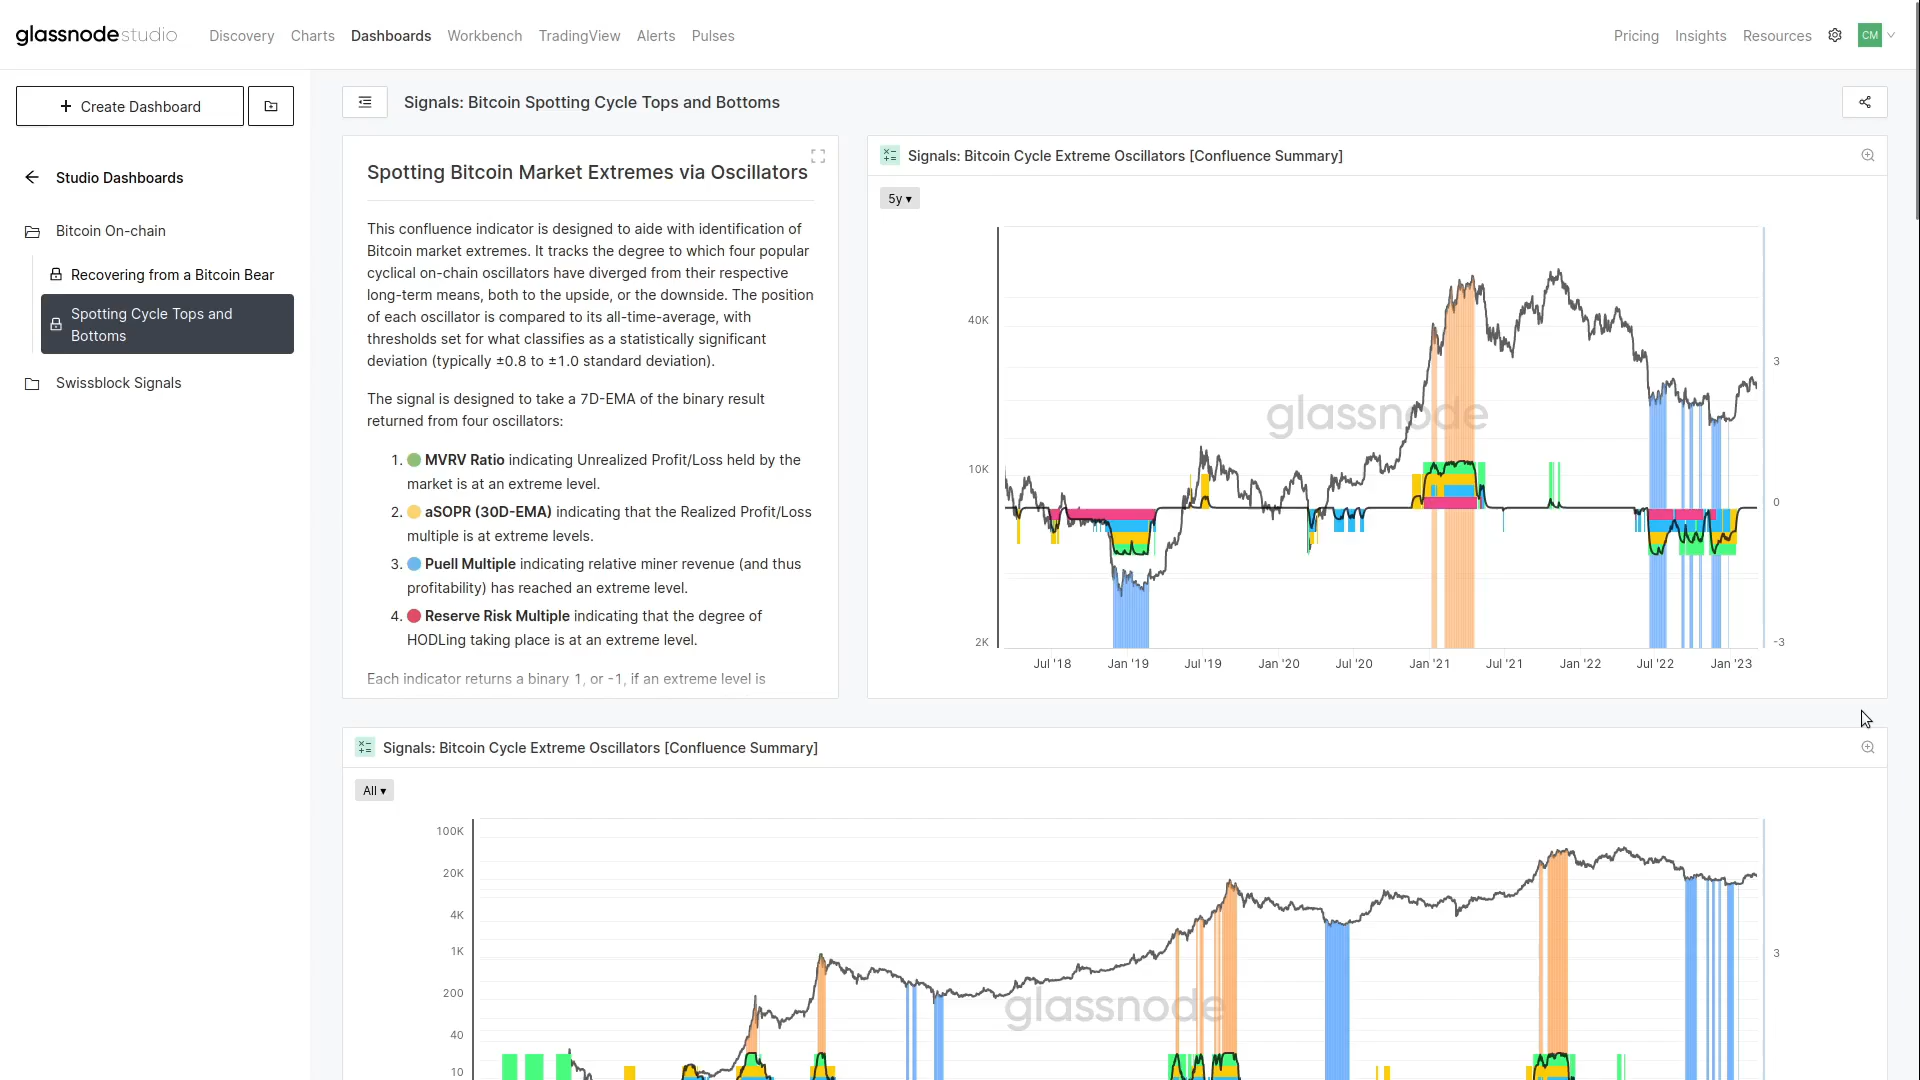 glassnodestudio
Discovery
Charts
Dashboards
Workbench
TradingView
Alerts
Pulses
Pricing
Insights
Resources
CM
+ Create Dashboard
Studio Dashboards
Bitcoin On-chain
Recovering from a Bitcoin Bear
Spotting Cycle Tops and
Bottoms
Swissblock Signals
Signals: Bitcoin Spotting Cycle Tops and Bottoms
Spotting Bitcoin Market Extremes via Oscillators
This confluence indicator is designed to aide with identification of
Bitcoin market extremes. It tracks the degree to which four popular
cyclical on-chain oscillators have diverged from their respective
long-term means, both to the upside, or the downside. The position
of each oscillator is compared to its all-time-average, with
thresholds set for what classifies as a statistically significant
deviation (typically ±0.8 to ±1.0 standard deviation).
The signal is designed to take a 7D-EMA of the binary result
returned from four oscillators:
1. MVRV Ratio indicating Unrealized Profit/Loss held by the
market is at an extreme level.
2. aSOPR (30D-EMA) indicating that the Realized Profit/Loss
multiple is at extreme levels.
3. Puell Multiple indicating relative miner revenue (and thus
profitability) has reached an extreme level.
4. Reserve Risk Multiple indicating that the degree of
HODLing taking place is at an extreme level.
Each indicator returns a binary 1, or -1, if an extreme level is
Signals: Bitcoin Cycle Extreme Oscillators [Confluence Summary]
5y ▾
40K
10K
2K
3
0
-3
glassnode
Jul '18
Jan '19
Jul '19
Jan '20
Jul '20
Jan '21
Jul '21
Jan '22
Jul '22
Jan '23
Signals: Bitcoin Cycle Extreme Oscillators [Confluence Summary]
All ▾
100K
20K
4K
1K
200
40
10
3
glassnode